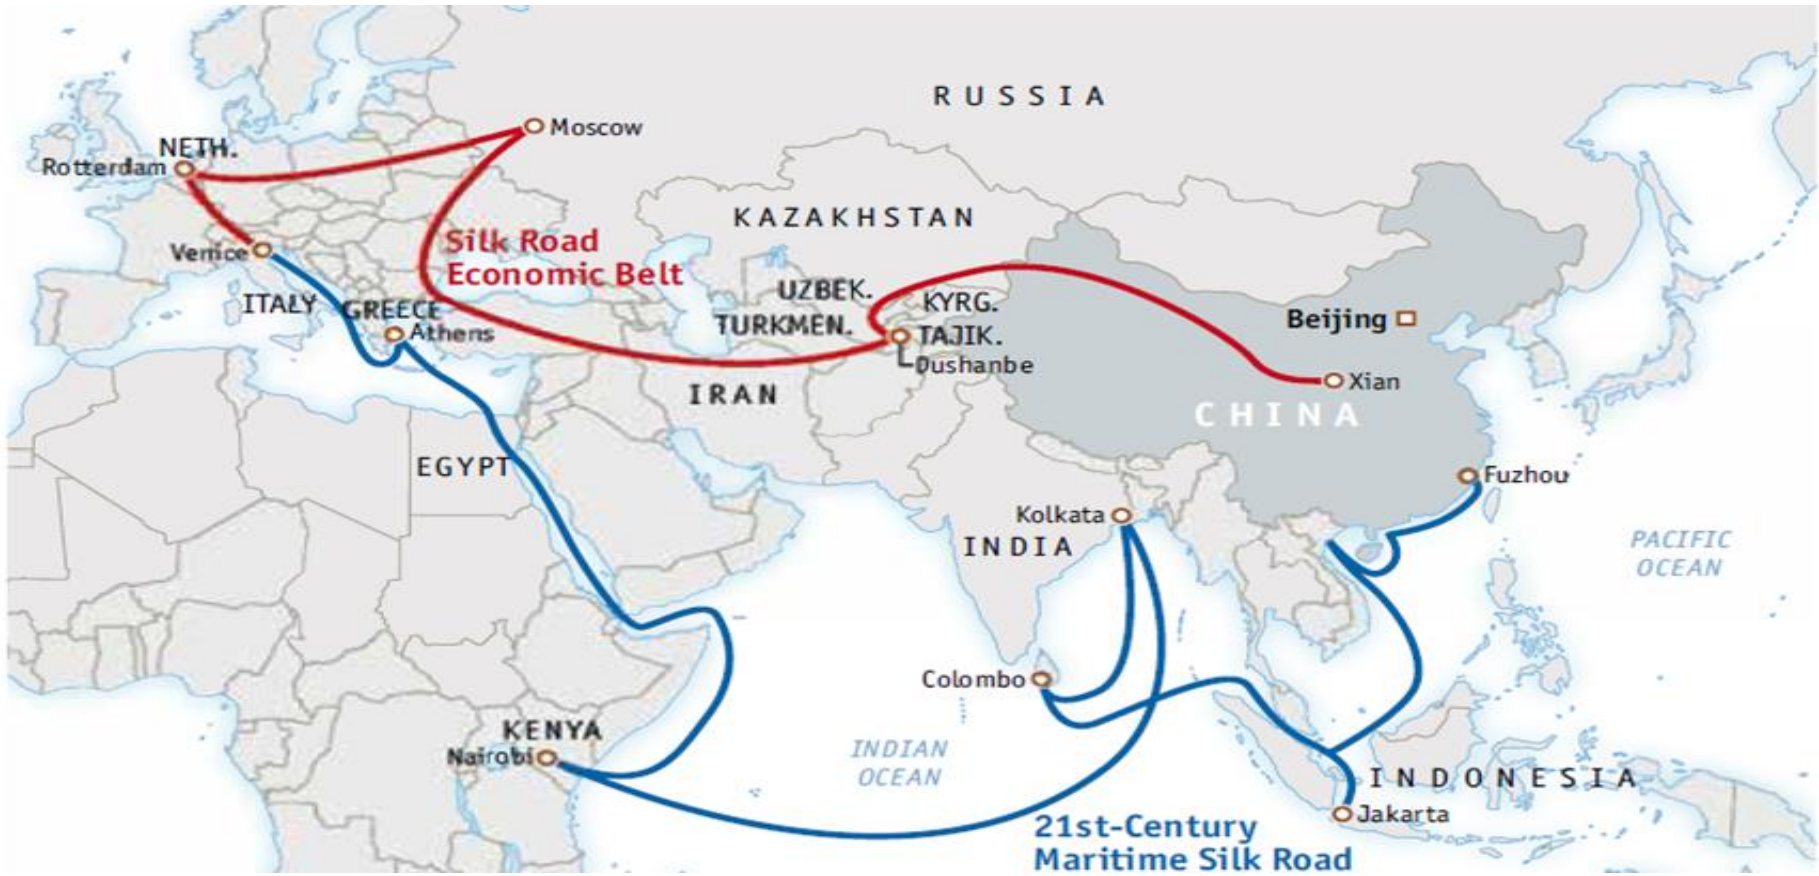 RUSSIA
Moscow
NETH.
Rotterdam
KAZAKHSTAN
Silk Road
Economic Belt
Venice
UZBEK.
KYRG.
ITALY
GREECE
Athens
TURKMEN.
TAJIK.
Dushanbe
Beijing
IRAN
Xian
CHINA
EGYPT
Fuzhou
Kolkata
INDIA
PACIFIC
OCEAN
Colombo
KENYA
Nairobi
INDIAN
OCEAN
INDONESIA
Jakarta
21st-Century
Maritime Silk Road